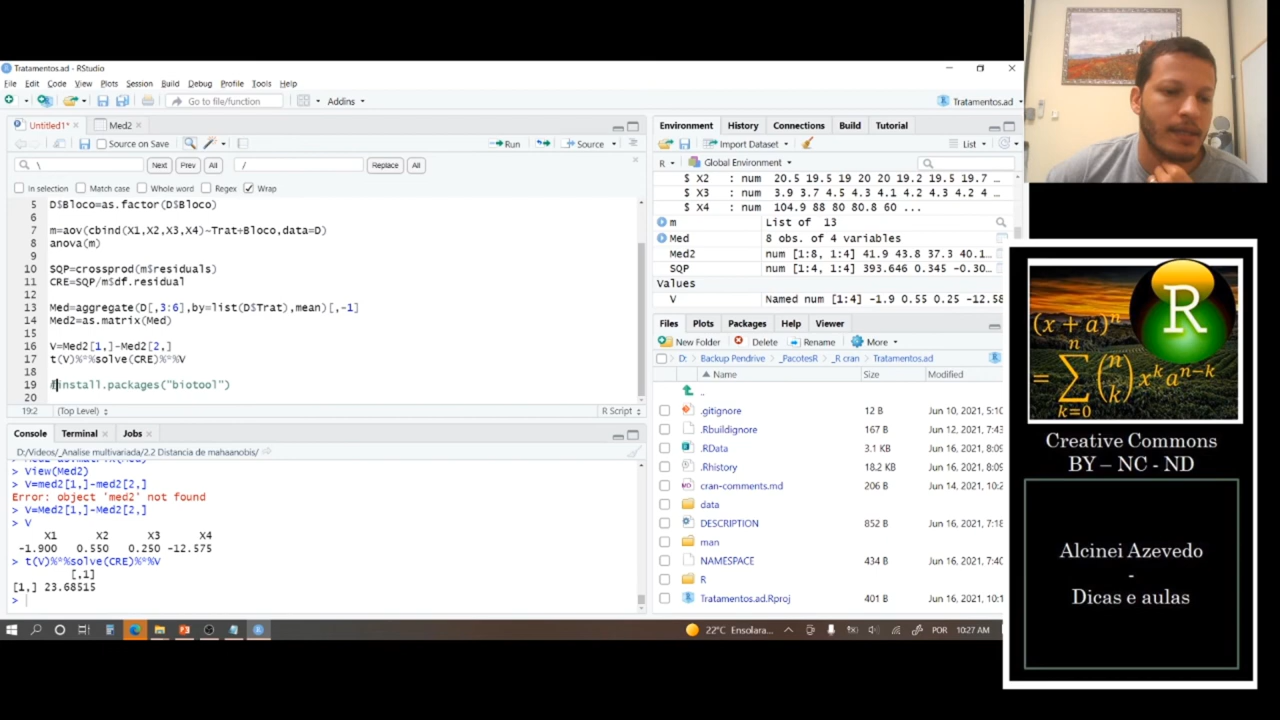 Tratamentos.ad - RStudio
File Edit Code View Plots Session Build Debug Profile Tools Help
Go to file/function Addins Tratamentos.ad
Untitled1* Med2
Source on Save Run Source
\ Next Prev All / Replace All
In selection Match case Whole word Regex Wrap
5 D$Bloco=as.factor(D$Bloco)
6
7 m=aov(cbind(X1,X2,X3,X4)~Trat+Bloco,data=D)
8 anova(m)
9
10 SQP=crossprod(m$residuals)
11 CRE=SQP/m$df.residual
12
13 Med=aggregate(D[,3:6],by=list(D$Trat),mean)[,-1]
14 Med2=as.matrix(Med)
15
16 V=Med2[1,]-Med2[2,]
17 t(V)%*%solve(CRE)%*%V
18
19 #install.packages("biotool")
20
19:2 (Top Level) R Script
Console Terminal Jobs
D:/Videos/_Analise multivariada/2.2 Distancia de mahaanobis/
> View(Med2)
> V=med2[1,]-med2[2,]
Error: object 'med2' not found
> V=Med2[1,]-Med2[2,]
> V
X1 X2 X3 X4
-1.900 0.550 0.250 -12.575
> t(V)%*%solve(CRE)%*%V
[,1]
[1,] 23.68515
>
Environment History Connections Build Tutorial
Import Dataset List
R Global Environment
$ X2 : num 20.5 19.5 19 20 20 19.2 19.5 19.7 ...
$ X3 : num 3.9 3.7 4.5 4.3 4.1 4.2 4.3 4.2 4 ...
$ X4 : num 104.9 88 80 80.8 60 ...
m List of 13
Med 8 obs. of 4 variables
Med2 num [1:8, 1:4] 41.9 43.8 37.3 40.1...
SQP num [1:4, 1:4] 393.646 0.345 -0.30...
Values
V Named num [1:4] -1.9 0.55 0.25 -12.58
Files Plots Packages Help Viewer
New Folder Delete Rename More
D: Backup Pendrive _PacotesR _R cran Tratamentos.ad
Name Size Modified
..
.gitignore 12 B Jun 10, 2021, 5:10
.Rbuildignore 167 B Jun 12, 2021, 7:43
.RData 3.1 KB Jun 16, 2021, 8:09
.Rhistory 18.2 KB Jun 16, 2021, 8:09
cran-comments.md 206 B Jun 14, 2021, 10:2
data
DESCRIPTION 852 B Jun 16, 2021, 7:18
man
NAMESPACE 434 B Jun 16, 2021, 7:40
R
Tratamentos.ad.Rproj 401 B Jun 16, 2021, 10:1
22°C Ensolara... POR 10:27 AM
R
(x + a)^n
= ∑ n k=0 (n k) x^k a^n−k
Creative Commons
BY – NC - ND
Alcinei Azevedo
-
Dicas e aulas